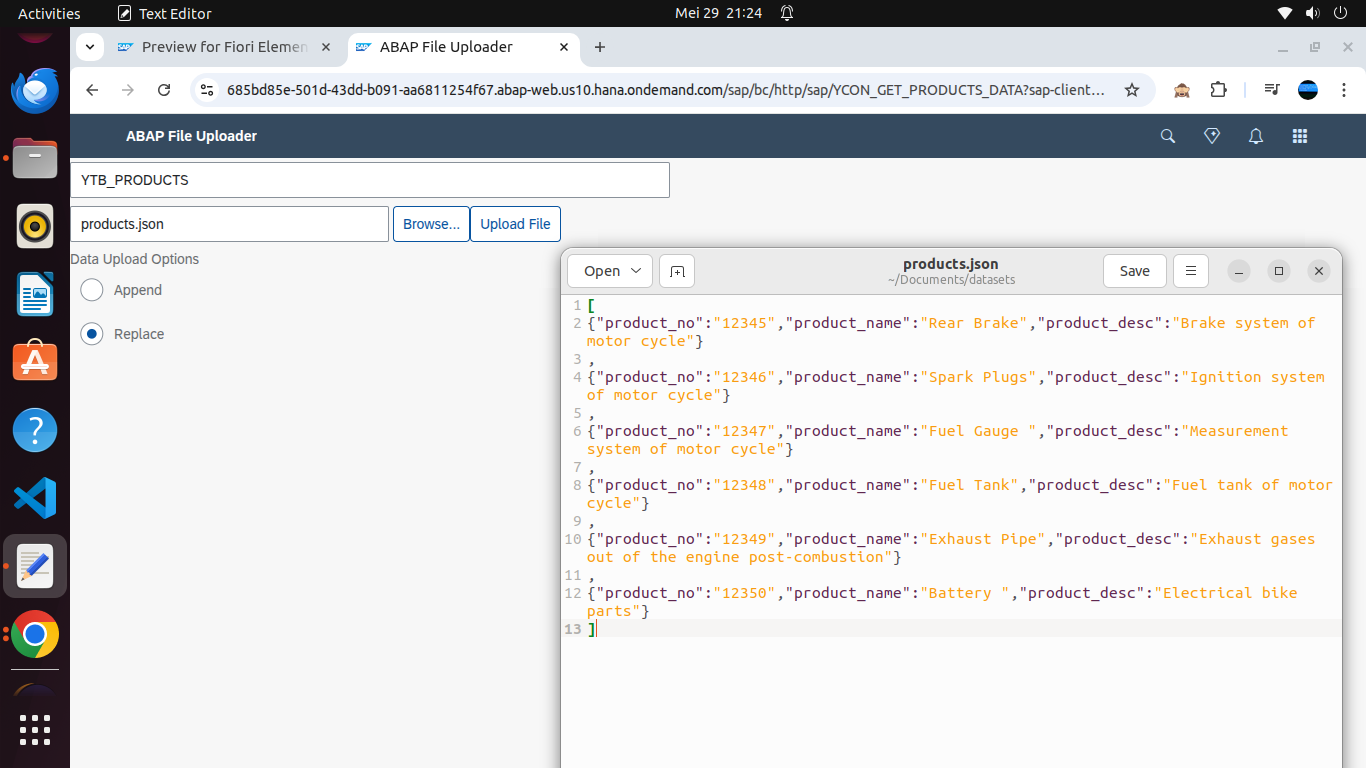 Activities
Text Editor
Mei 29 21:24
Preview for Fiori Elemen
ABAP File Uploader
685bd85e-501d-43dd-b091-aa6811254f67.abap-web.us10.hana.ondemand.com/sap/bc/http/sap/YCON_GET_PRODUCTS_DATA?sap-client...
ABAP File Uploader
YTB_PRODUCTS
products.json
Browse...
Upload File
Data Upload Options
Append
Replace
Open
products.json
~/Documents/datasets
Save
1 [
2 {"product_no":"12345","product_name":"Rear Brake","product_desc":"Brake system of
motor cycle"}
3 ,
4 {"product_no":"12346","product_name":"Spark Plugs","product_desc":"Ignition system
of motor cycle"}
5 ,
6 {"product_no":"12347","product_name":"Fuel Gauge ","product_desc":"Measurement
system of motor cycle"}
7 ,
8 {"product_no":"12348","product_name":"Fuel Tank","product_desc":"Fuel tank of motor
cycle"}
9 ,
10 {"product_no":"12349","product_name":"Exhaust Pipe","product_desc":"Exhaust gases
out of the engine post-combustion"}
11 ,
12 {"product_no":"12350","product_name":"Battery ","product_desc":"Electrical bike
parts"}
13 ]